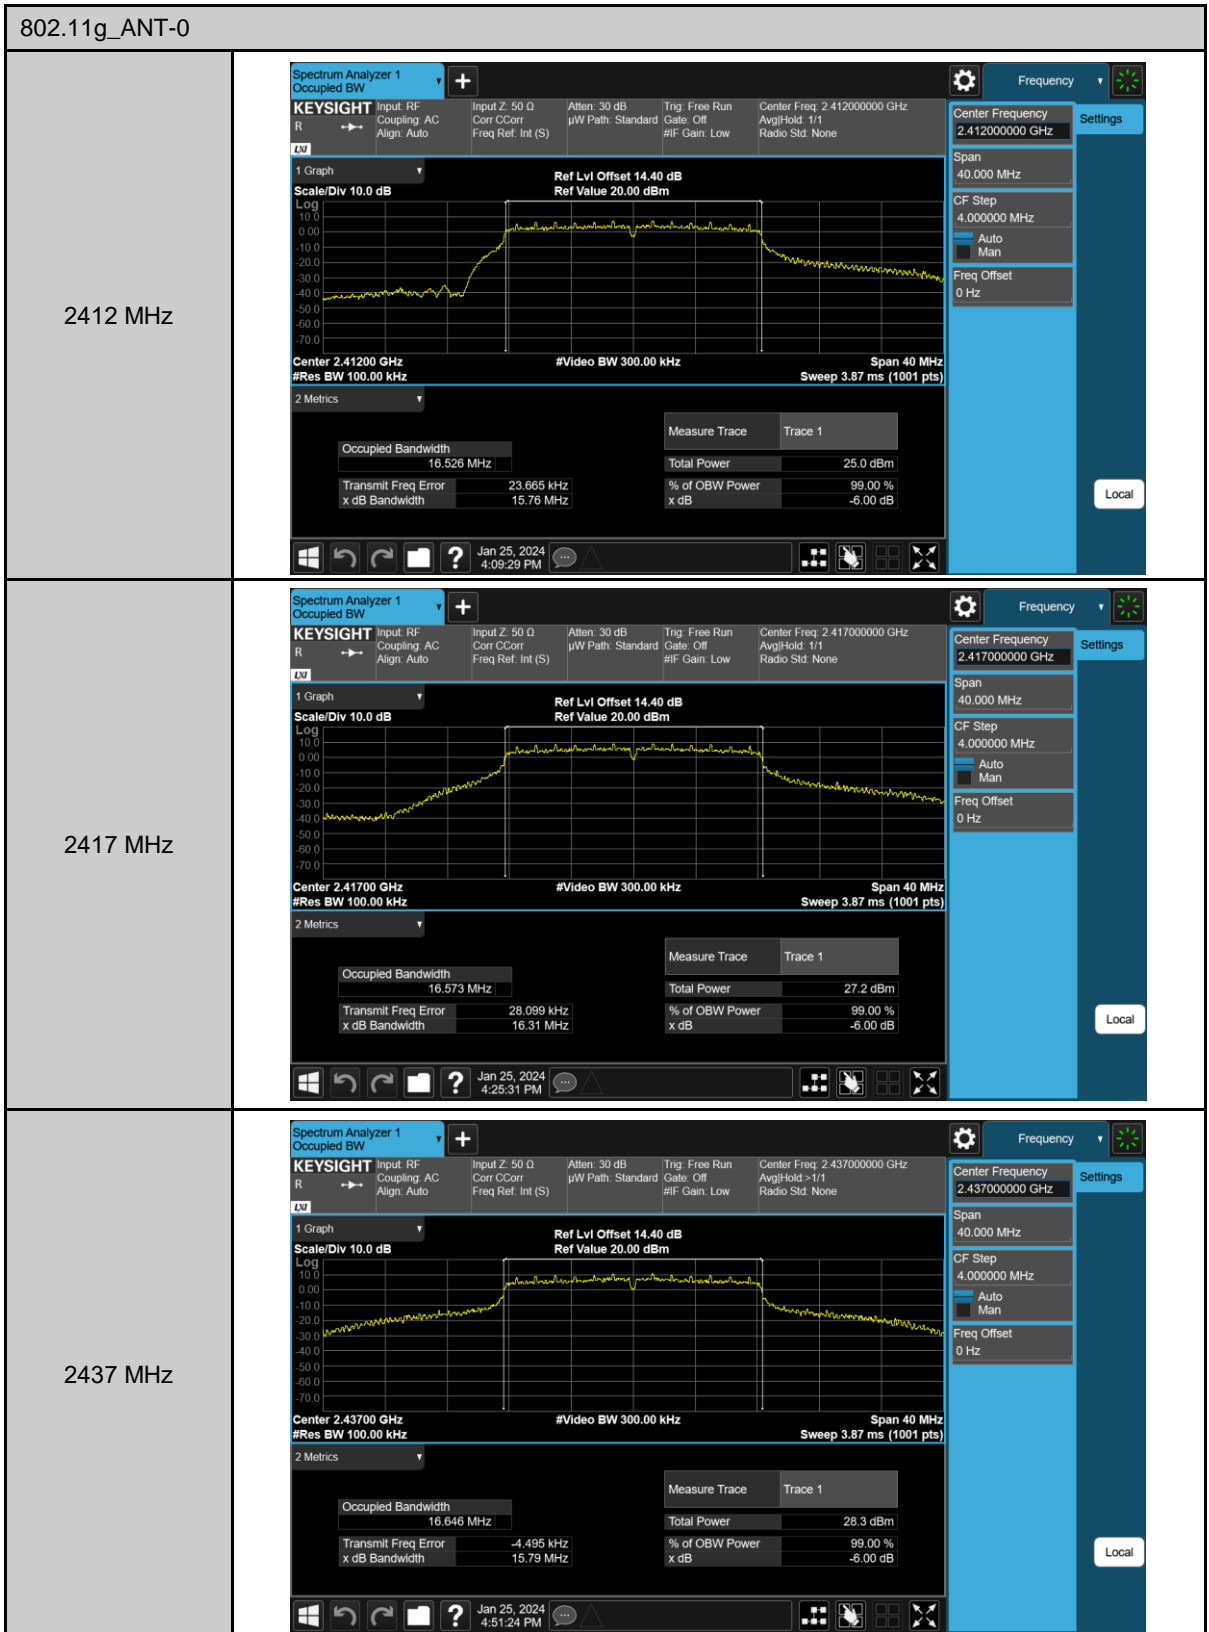 802.11g_ANT-0
2412 MHz
Spectrum Analyzer 1
Occupied BW
Frequency
KEYSIGHT
R
LXI
Input: RF
Coupling: AC
Align: Auto
Input Z: 50 Ω
Corr CCorr
Freq Ref: Int (S)
Atten: 30 dB
µW Path: Standard
Trig: Free Run
Gate: Off
#IF Gain: Low
Center Freq: 2.412000000 GHz
Avg|Hold: 1/1
Radio Std: None
Center Frequency
2.412000000 GHz
Settings
Span
40.000 MHz
CF Step
4.000000 MHz
Auto
Man
Freq Offset
0 Hz
Local
1 Graph
Scale/Div 10.0 dB
Ref Lvl Offset 14.40 dB
Ref Value 20.00 dBm
Log
10.0
0.00
-10.0
-20.0
-30.0
-40.0
-50.0
-60.0
-70.0
Center 2.41200 GHz
#Res BW 100.00 kHz
#Video BW 300.00 kHz
Span 40 MHz
Sweep 3.87 ms (1001 pts)
2 Metrics
Measure Trace Trace 1
Occupied Bandwidth
16.526 MHz
Total Power 25.0 dBm
Transmit Freq Error 23.665 kHz
x dB Bandwidth 15.76 MHz
% of OBW Power 99.00 %
x dB -6.00 dB
Jan 25, 2024
4:09:29 PM
2417 MHz
Spectrum Analyzer 1
Occupied BW
Frequency
KEYSIGHT
R
LXI
Input: RF
Coupling: AC
Align: Auto
Input Z: 50 Ω
Corr CCorr
Freq Ref: Int (S)
Atten: 30 dB
µW Path: Standard
Trig: Free Run
Gate: Off
#IF Gain: Low
Center Freq: 2.417000000 GHz
Avg|Hold: 1/1
Radio Std: None
Center Frequency
2.417000000 GHz
Settings
Span
40.000 MHz
CF Step
4.000000 MHz
Auto
Man
Freq Offset
0 Hz
Local
1 Graph
Scale/Div 10.0 dB
Ref Lvl Offset 14.40 dB
Ref Value 20.00 dBm
Log
10.0
0.00
-10.0
-20.0
-30.0
-40.0
-50.0
-60.0
-70.0
Center 2.41700 GHz
#Res BW 100.00 kHz
#Video BW 300.00 kHz
Span 40 MHz
Sweep 3.87 ms (1001 pts)
2 Metrics
Measure Trace Trace 1
Occupied Bandwidth
16.573 MHz
Total Power 27.2 dBm
Transmit Freq Error 28.099 kHz
x dB Bandwidth 16.31 MHz
% of OBW Power 99.00 %
x dB -6.00 dB
Jan 25, 2024
4:25:31 PM
2437 MHz
Spectrum Analyzer 1
Occupied BW
Frequency
KEYSIGHT
R
LXI
Input: RF
Coupling: AC
Align: Auto
Input Z: 50 Ω
Corr CCorr
Freq Ref: Int (S)
Atten: 30 dB
µW Path: Standard
Trig: Free Run
Gate: Off
#IF Gain: Low
Center Freq: 2.437000000 GHz
Avg|Hold:>1/1
Radio Std: None
Center Frequency
2.437000000 GHz
Settings
Span
40.000 MHz
CF Step
4.000000 MHz
Auto
Man
Freq Offset
0 Hz
Local
1 Graph
Scale/Div 10.0 dB
Ref Lvl Offset 14.40 dB
Ref Value 20.00 dBm
Log
10.0
0.00
-10.0
-20.0
-30.0
-40.0
-50.0
-60.0
-70.0
Center 2.43700 GHz
#Res BW 100.00 kHz
#Video BW 300.00 kHz
Span 40 MHz
Sweep 3.87 ms (1001 pts)
2 Metrics
Measure Trace Trace 1
Occupied Bandwidth
16.646 MHz
Total Power 28.3 dBm
Transmit Freq Error -4.495 kHz
x dB Bandwidth 15.79 MHz
% of OBW Power 99.00 %
x dB -6.00 dB
Jan 25, 2024
4:51:24 PM